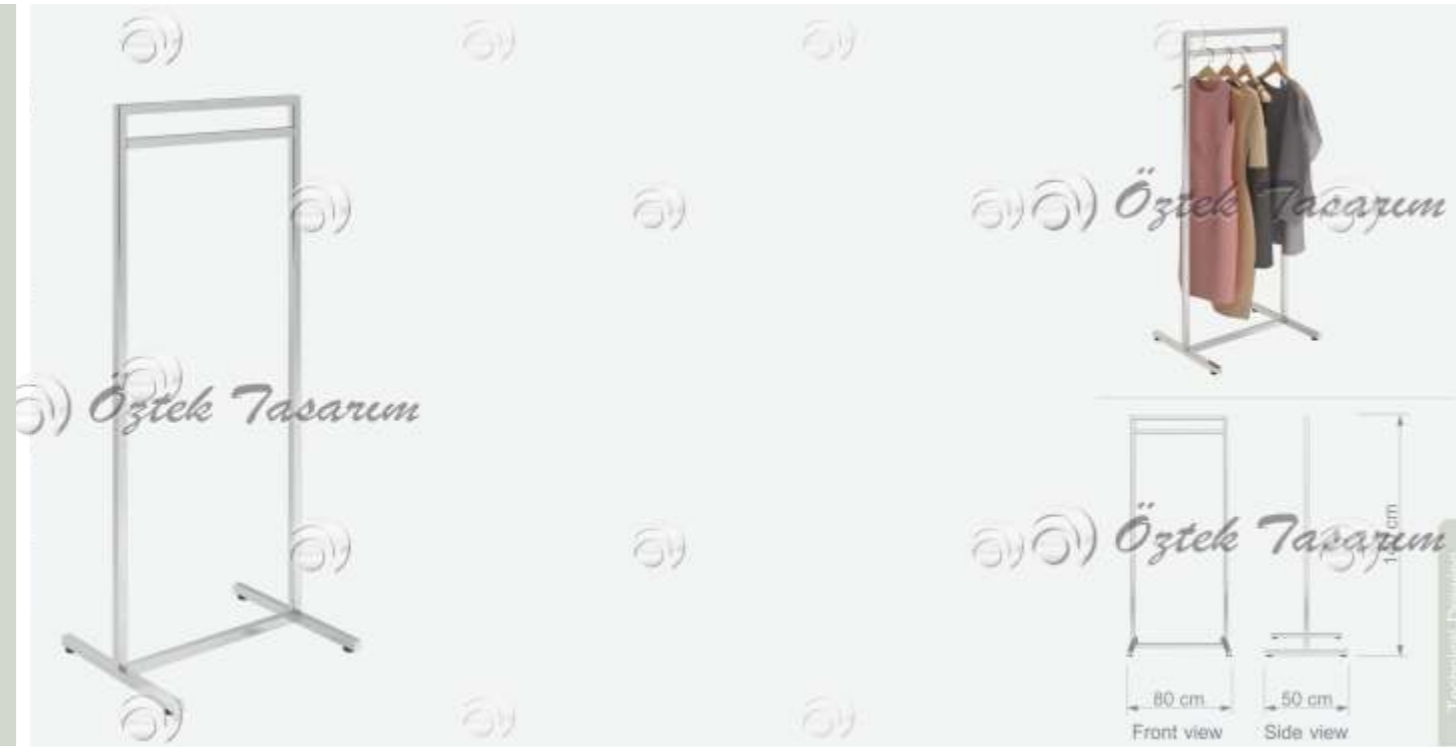 Öztek Tasarım
Öztek Tasarım
Öztek Tasarım
80 cm
50 cm
Front view
Side view